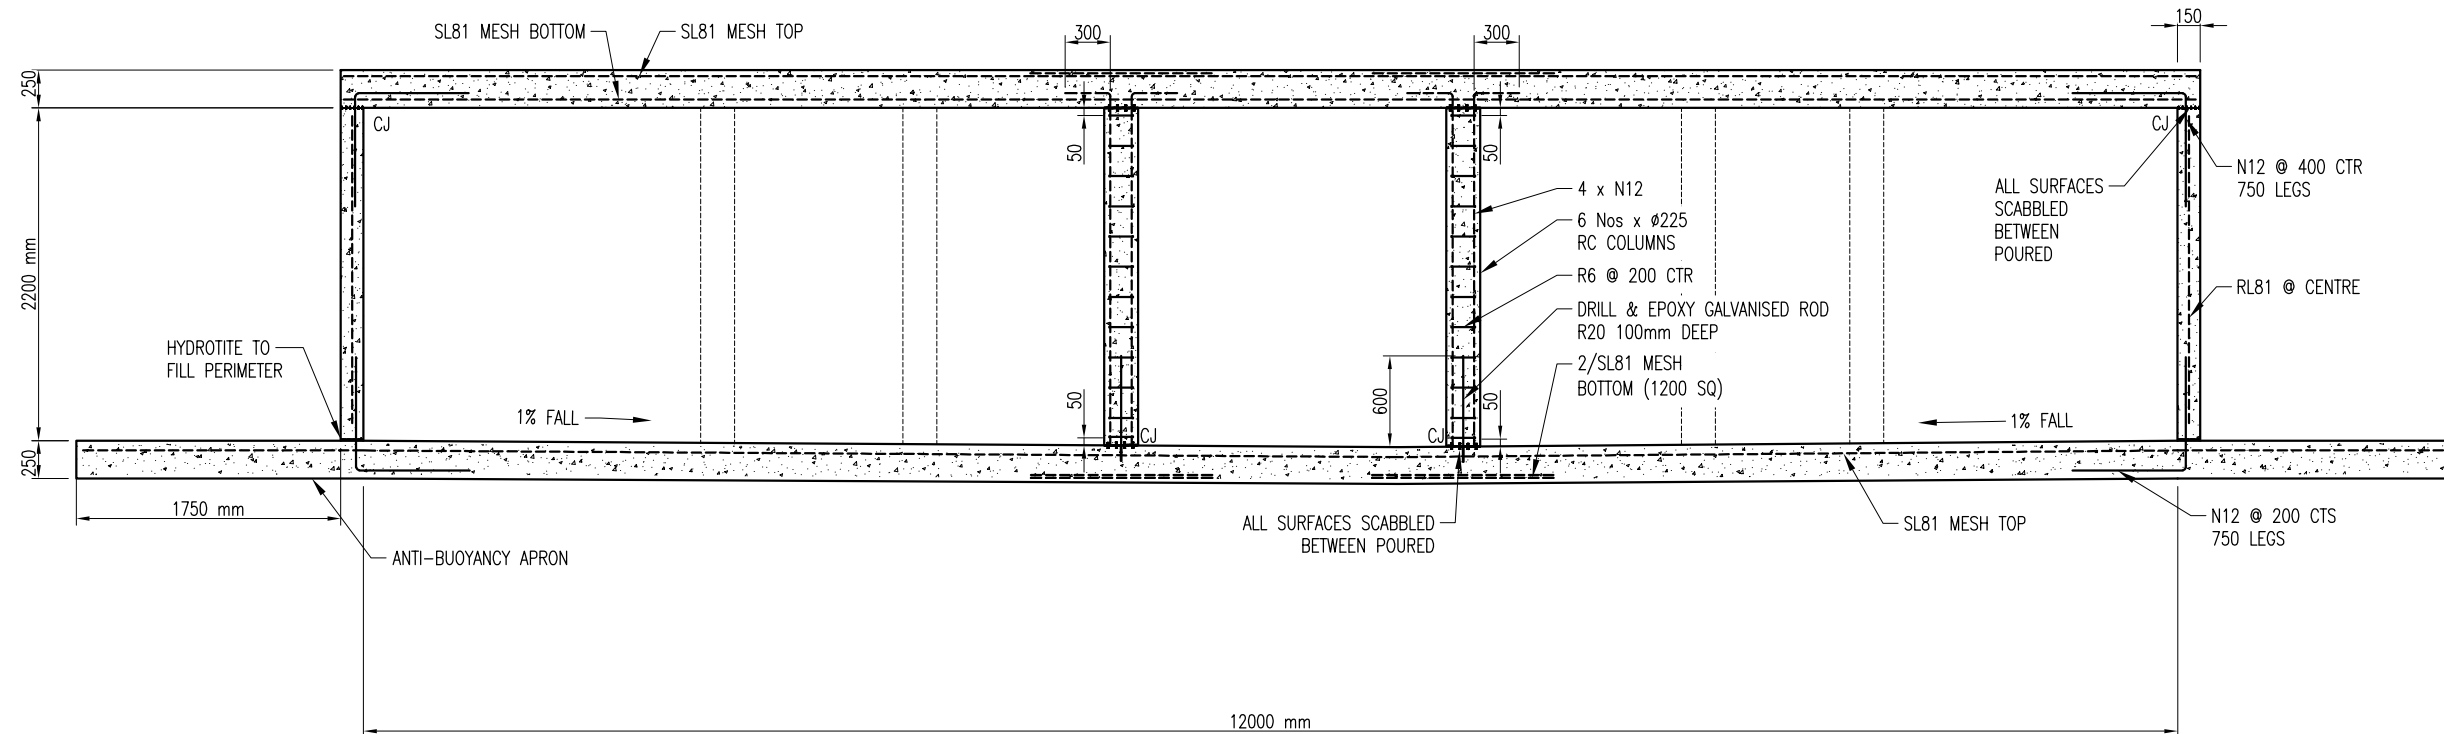 SL81 MESH BOTTOM
SL81 MESH TOP
300
300
150
250
CJ
CJ
50
50
N12 @ 400 CTR
750 LEGS
ALL SURFACES
SCABBLED
BETWEEN
POURED
4 x N12
6 Nos x Ø225
RC COLUMNS
2200 mm
R6 @ 200 CTR
RL81 @ CENTRE
DRILL & EPOXY GALVANISED ROD
R20 100mm DEEP
HYDROTITE TO
FILL PERIMETER
2/SL81 MESH
BOTTOM (1200 SQ)
600
50
50
1% FALL
1% FALL
CJ
CJ
250
1750 mm
ALL SURFACES SCABBLED
BETWEEN POURED
SL81 MESH TOP
N12 @ 200 CTS
750 LEGS
ANTI-BUOYANCY APRON
12000 mm